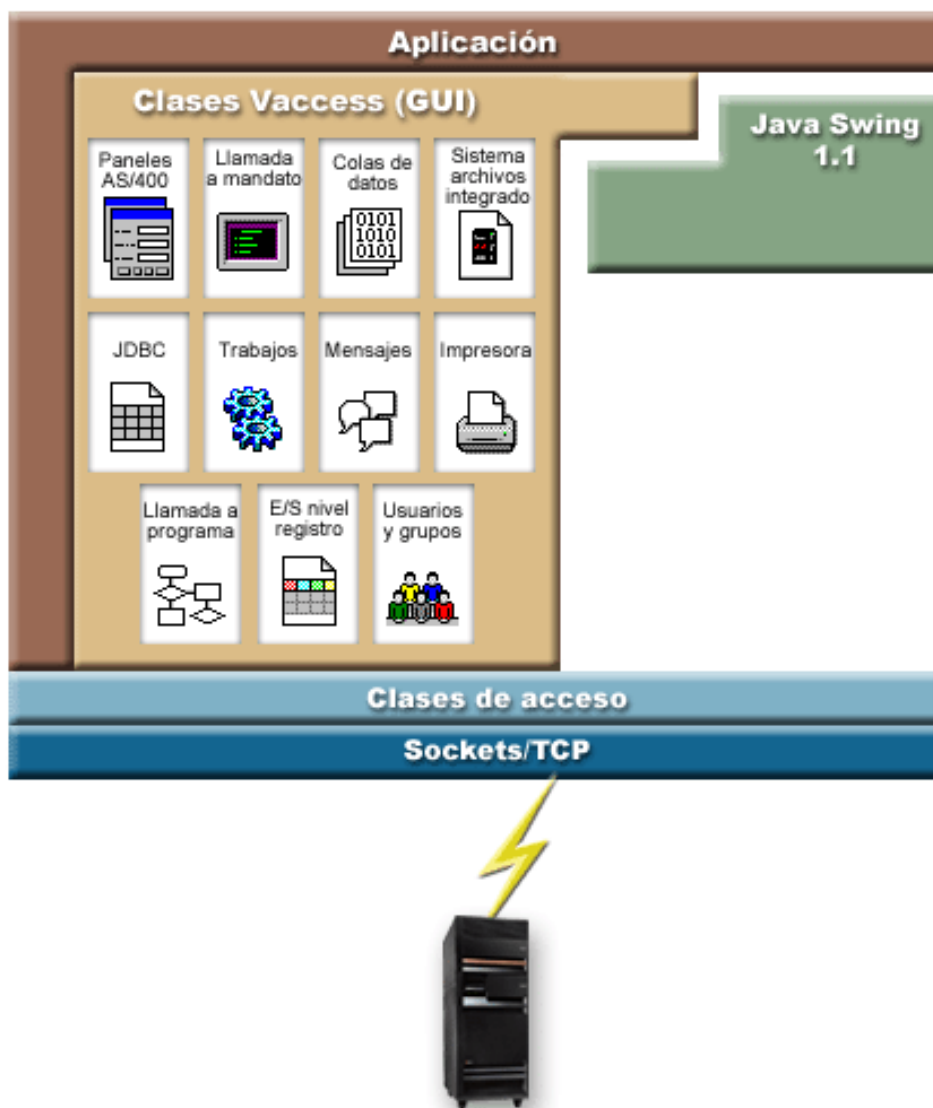 Aplicación
Clases Vaccess (GUI)
Java Swing
1.1
Paneles
AS/400
Llamada
a mandato
Colas de
datos
0101
1010
0101
Sistema
archivos
integrado
JDBC
Trabajos
Mensajes
Impresora
Llamada a
programa
E/S nivel
registro
Usuarios
y grupos
Clases de acceso
Sockets/TCP